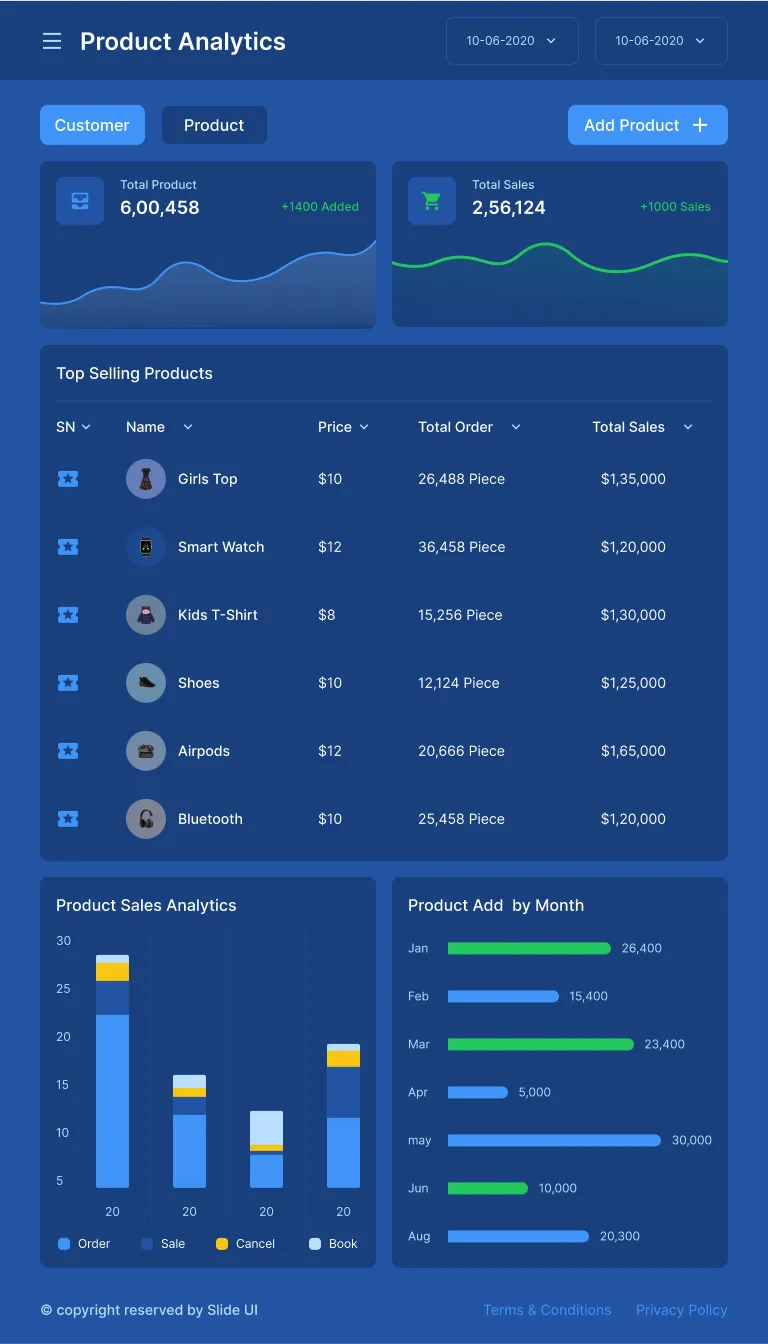 Product Analytics 10-06-2020 10-06-2020
Customer Product Add Product
Total Product
6,00,458 +1400 Added
Total Sales
2,56,124 +1000 Sales
Top Selling Products
SN Name Price Total Order Total Sales
Girls Top $10 26,488 Piece $1,35,000
Smart Watch $12 36,458 Piece $1,20,000
Kids T-Shirt $8 15,256 Piece $1,30,000
Shoes $10 12,124 Piece $1,25,000
Airpods $12 20,666 Piece $1,65,000
Bluetooth $10 25,458 Piece $1,20,000
Product Sales Analytics
30
25
20
15
10
5
20 20 20 20
Order Sale Cancel Book
Product Add by Month
Jan 26,400
Feb 15,400
Mar 23,400
Apr 5,000
may 30,000
Jun 10,000
Aug 20,300
© copyright reserved by Slide UI Terms & Conditions Privacy Policy